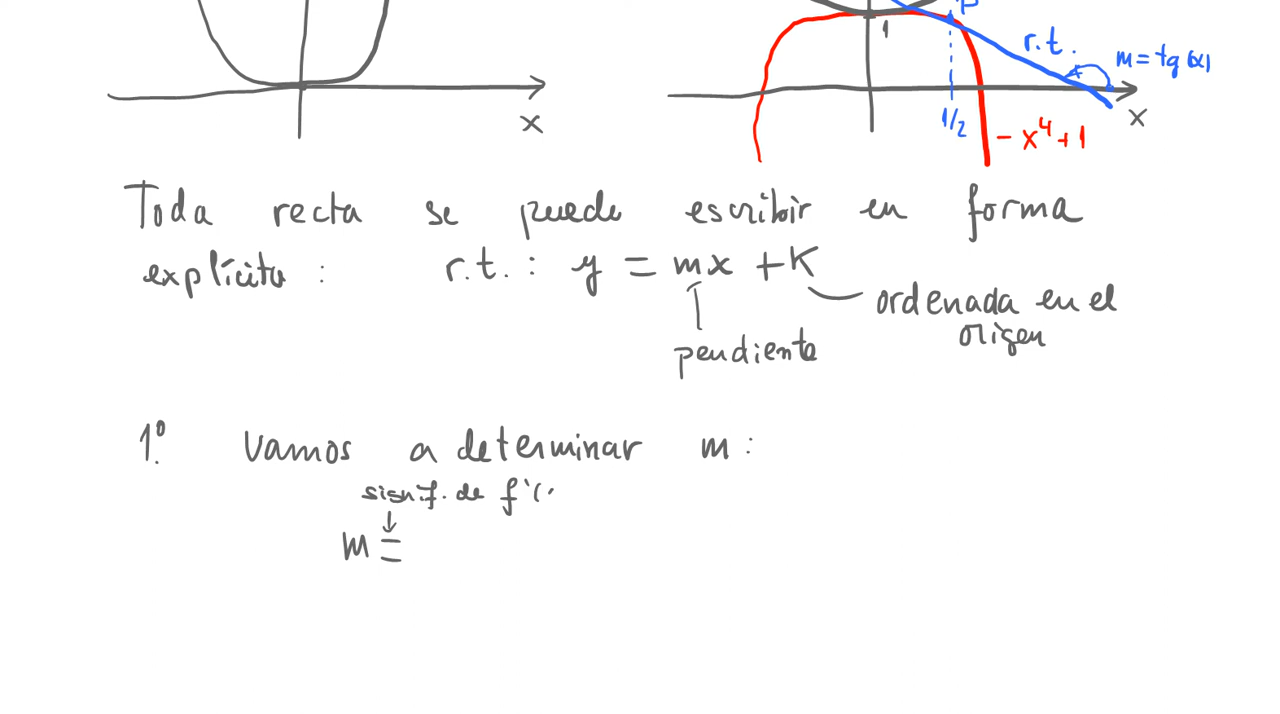 P
1
r.t.
m = tg (α)
x
1/2
x
- x⁴ + 1
Toda recta se puede escribir en forma
explícita : r.t. : y = mx + K
ordenada en el
origen
pendiente
1º. Vamos a determinar m :
signif. de f'(
m =